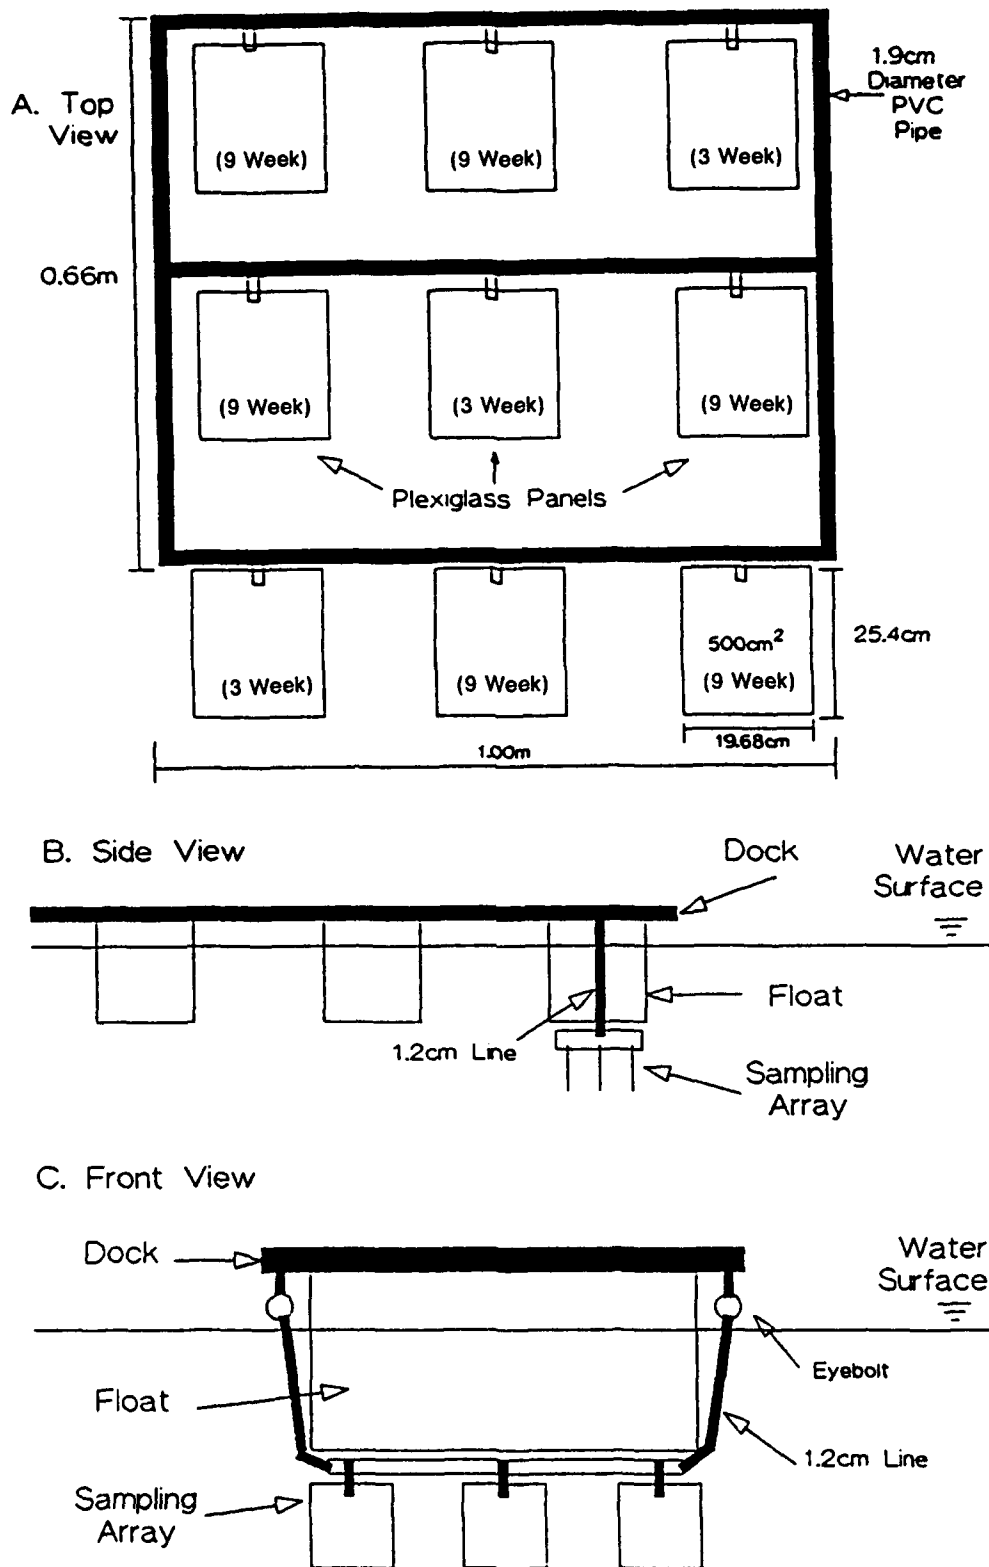 A. Top
View
1.9cm
Diameter
PVC
Pipe
(9 Week)
(9 Week)
(3 Week)
0.66m
(9 Week)
(3 Week)
(9 Week)
Plexiglass Panels
(3 Week)
(9 Week)
500cm²
(9 Week)
25.4cm
19.68cm
1.00m
B. Side View
Dock
Water
Surface
Float
1.2cm Line
Sampling
Array
C. Front View
Dock
Water
Surface
Eyebolt
Float
1.2cm Line
Sampling
Array